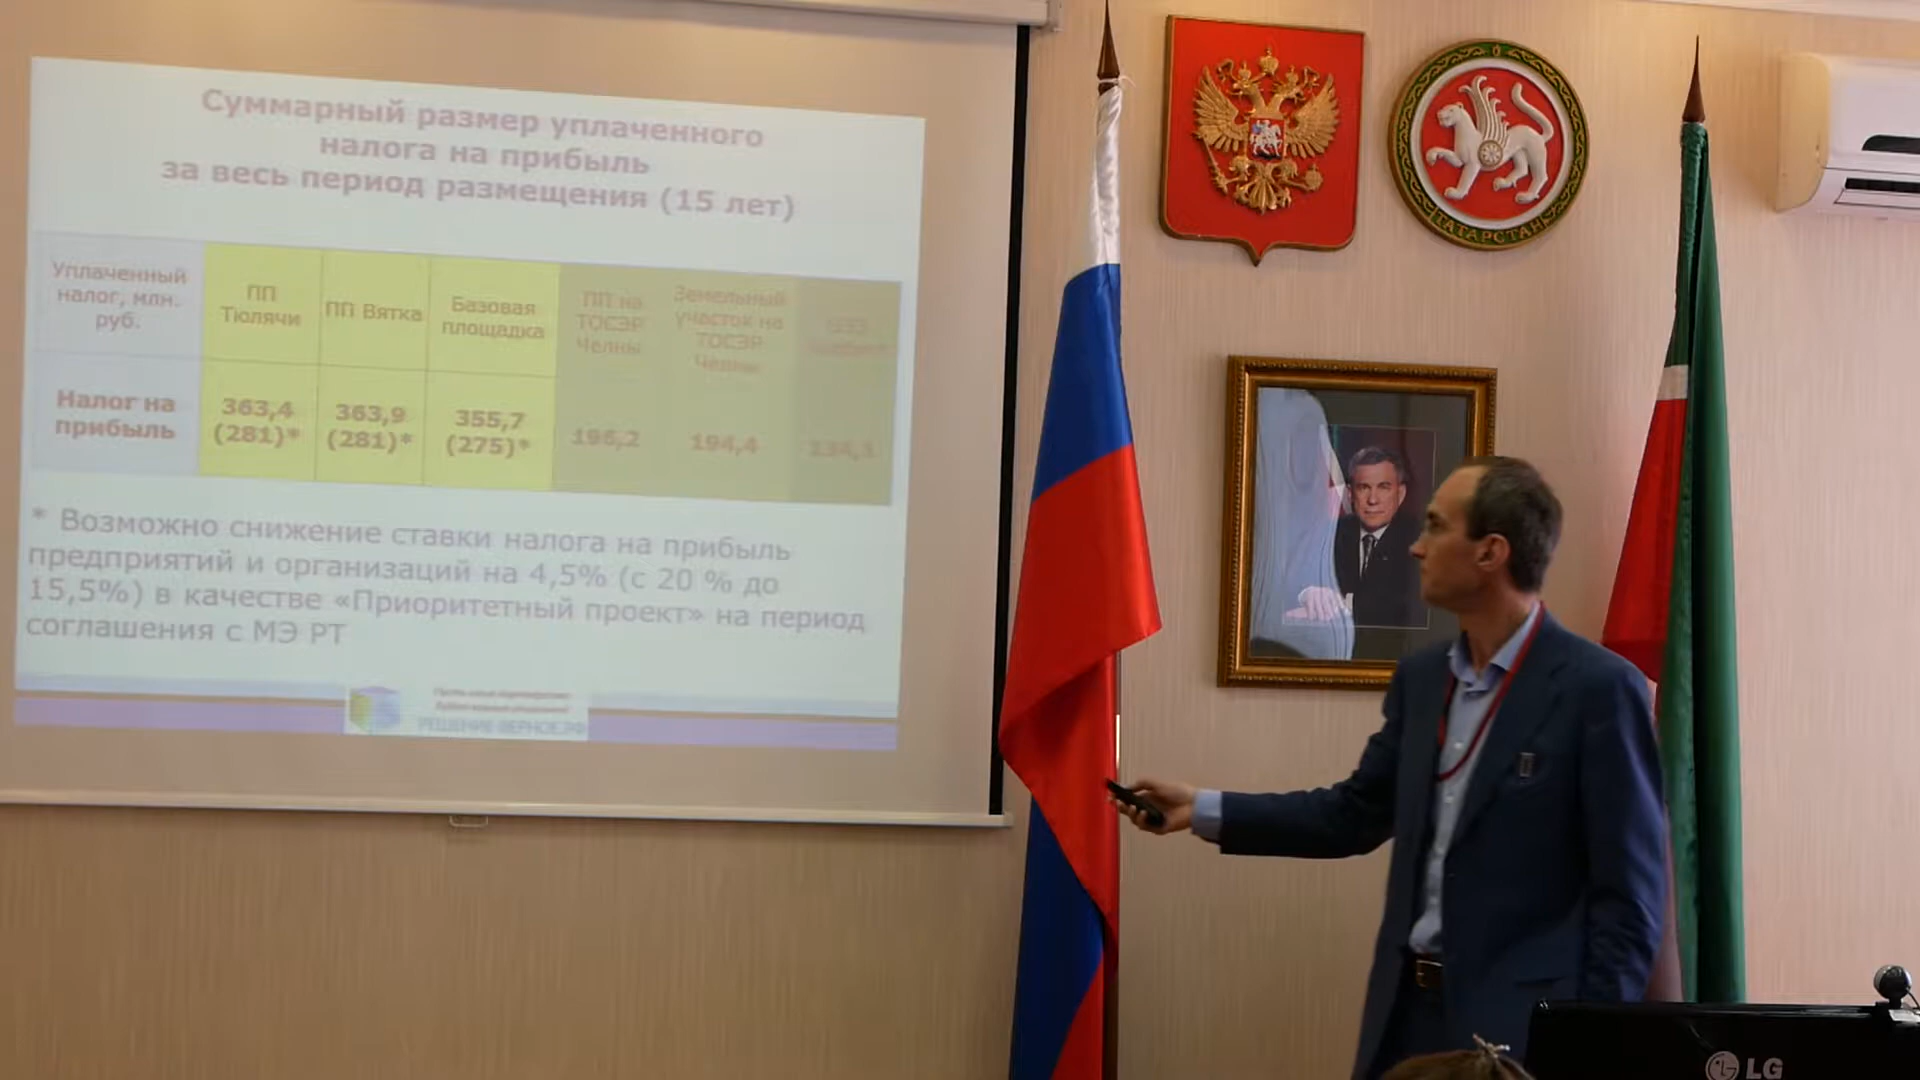 Суммарный размер уплаченного
налога на прибыль
за весь период размещения (15 лет)
Уплаченный
налог, млн.
руб.
ПП
Тюлячи
ПП Вятка
Базовая
площадка
ПП на
ТОСЭР
Челны
Земельный
участок на
ТОСЭР
Челны
Налог на
прибыль
363,4
(281)*
363,9
(281)*
355,7
(275)*
196,2
194,4
* Возможно снижение ставки налога на прибыль
предприятий и организаций на 4,5% (с 20 % до
15,5%) в качестве «Приоритетный проект» на период
соглашения с МЭ РТ
РЕШЕНИЕ-ВЕРНОЕ.РФ
ТАТАРСТАН
LG